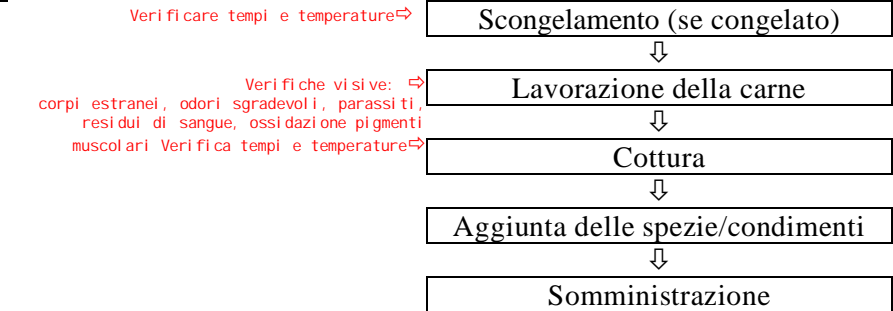 Verificare tempi e temperature⇨
Scongelamento (se congelato)
⇩
Verifiche visive: ⇨
corpi estranei, odori sgradevoli, parassiti,
residui di sangue, ossidazione pigmenti
Lavorazione della carne
⇩
muscolari Verifica tempi e temperature⇨
Cottura
⇩
Aggiunta delle spezie/condimenti
⇩
Somministrazione